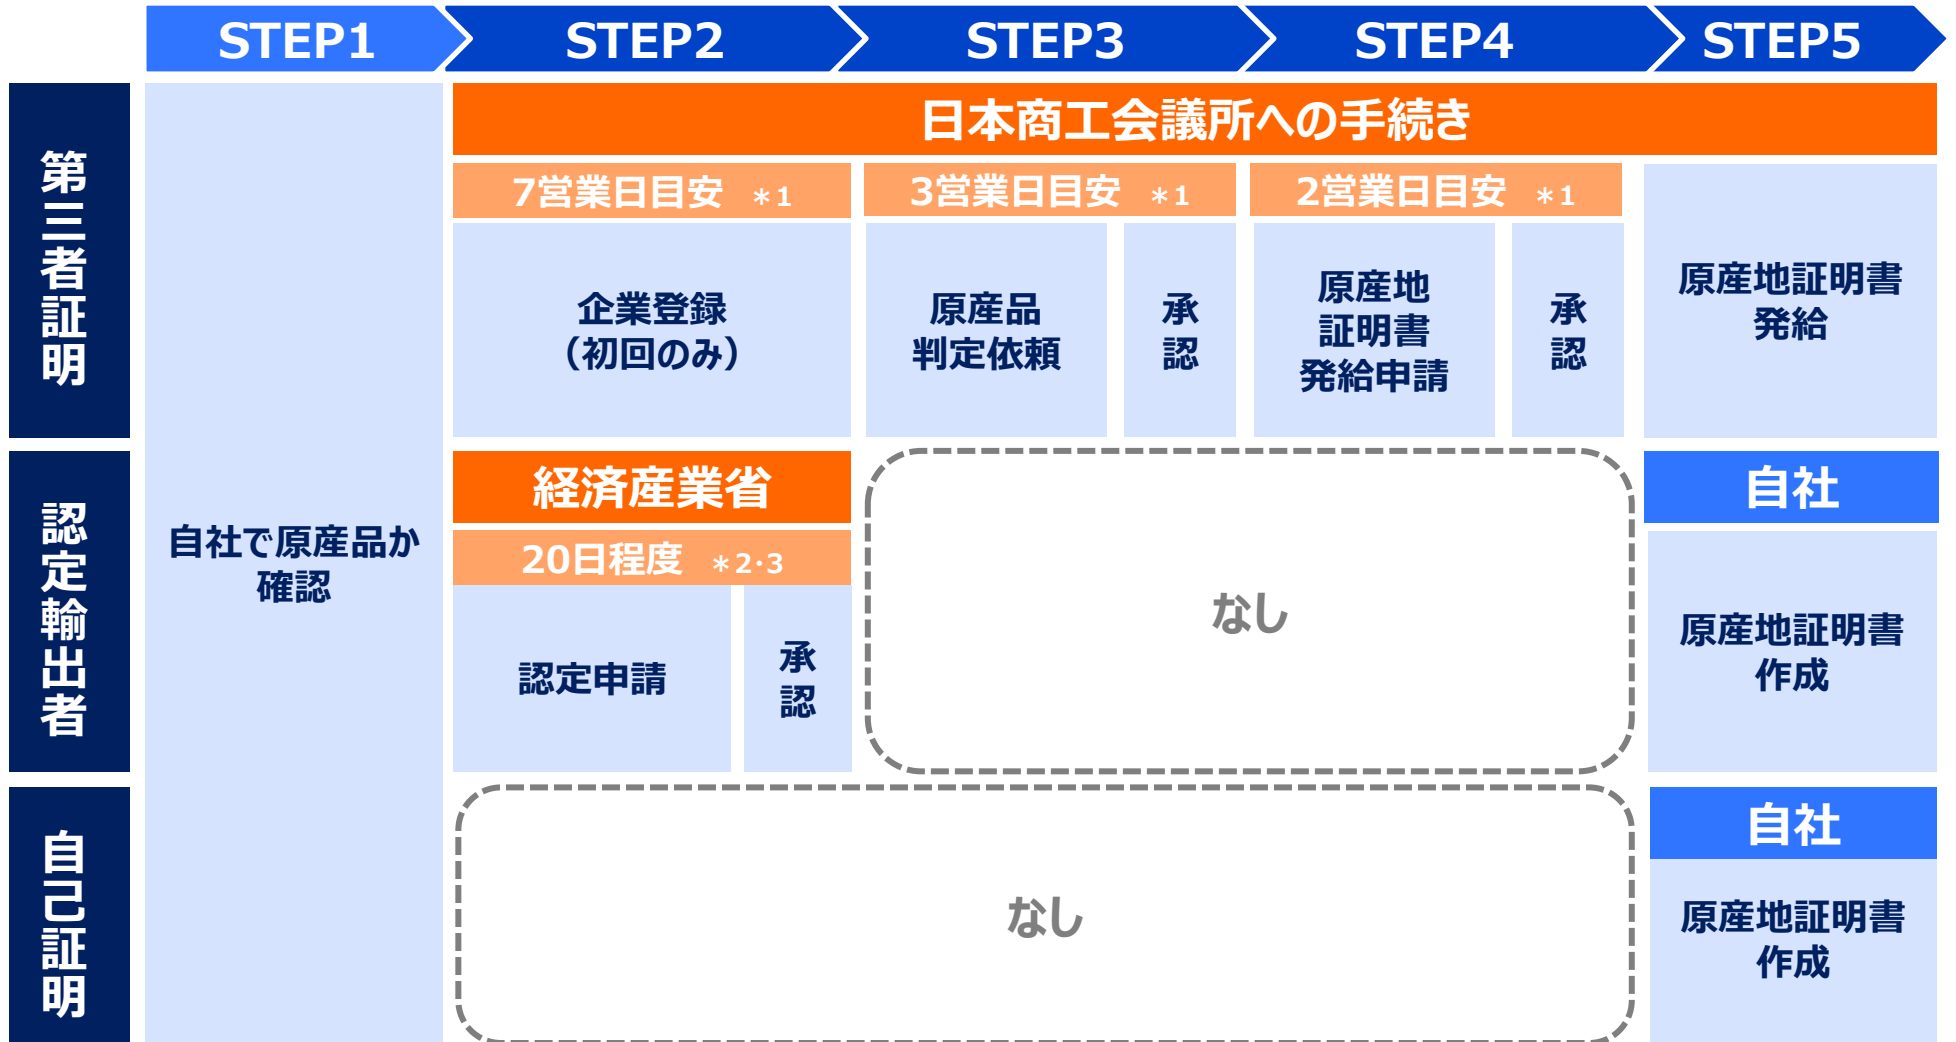 STEP1
STEP2
STEP3
STEP4
STEP5
第三者証明
日本商工会議所への手続き
7営業日目安 *1
3営業日目安 *1
2営業日目安 *1
企業登録
(初回のみ)
原産品
判定依頼
承認
原産地
証明書
発給申請
承認
原産地証明書
発給
自社で原産品か
確認
認定輸出者
経済産業省
20日程度 *2・3
認定申請
承認
なし
自社
原産地証明書
作成
自己証明
なし
自社
原産地証明書
作成